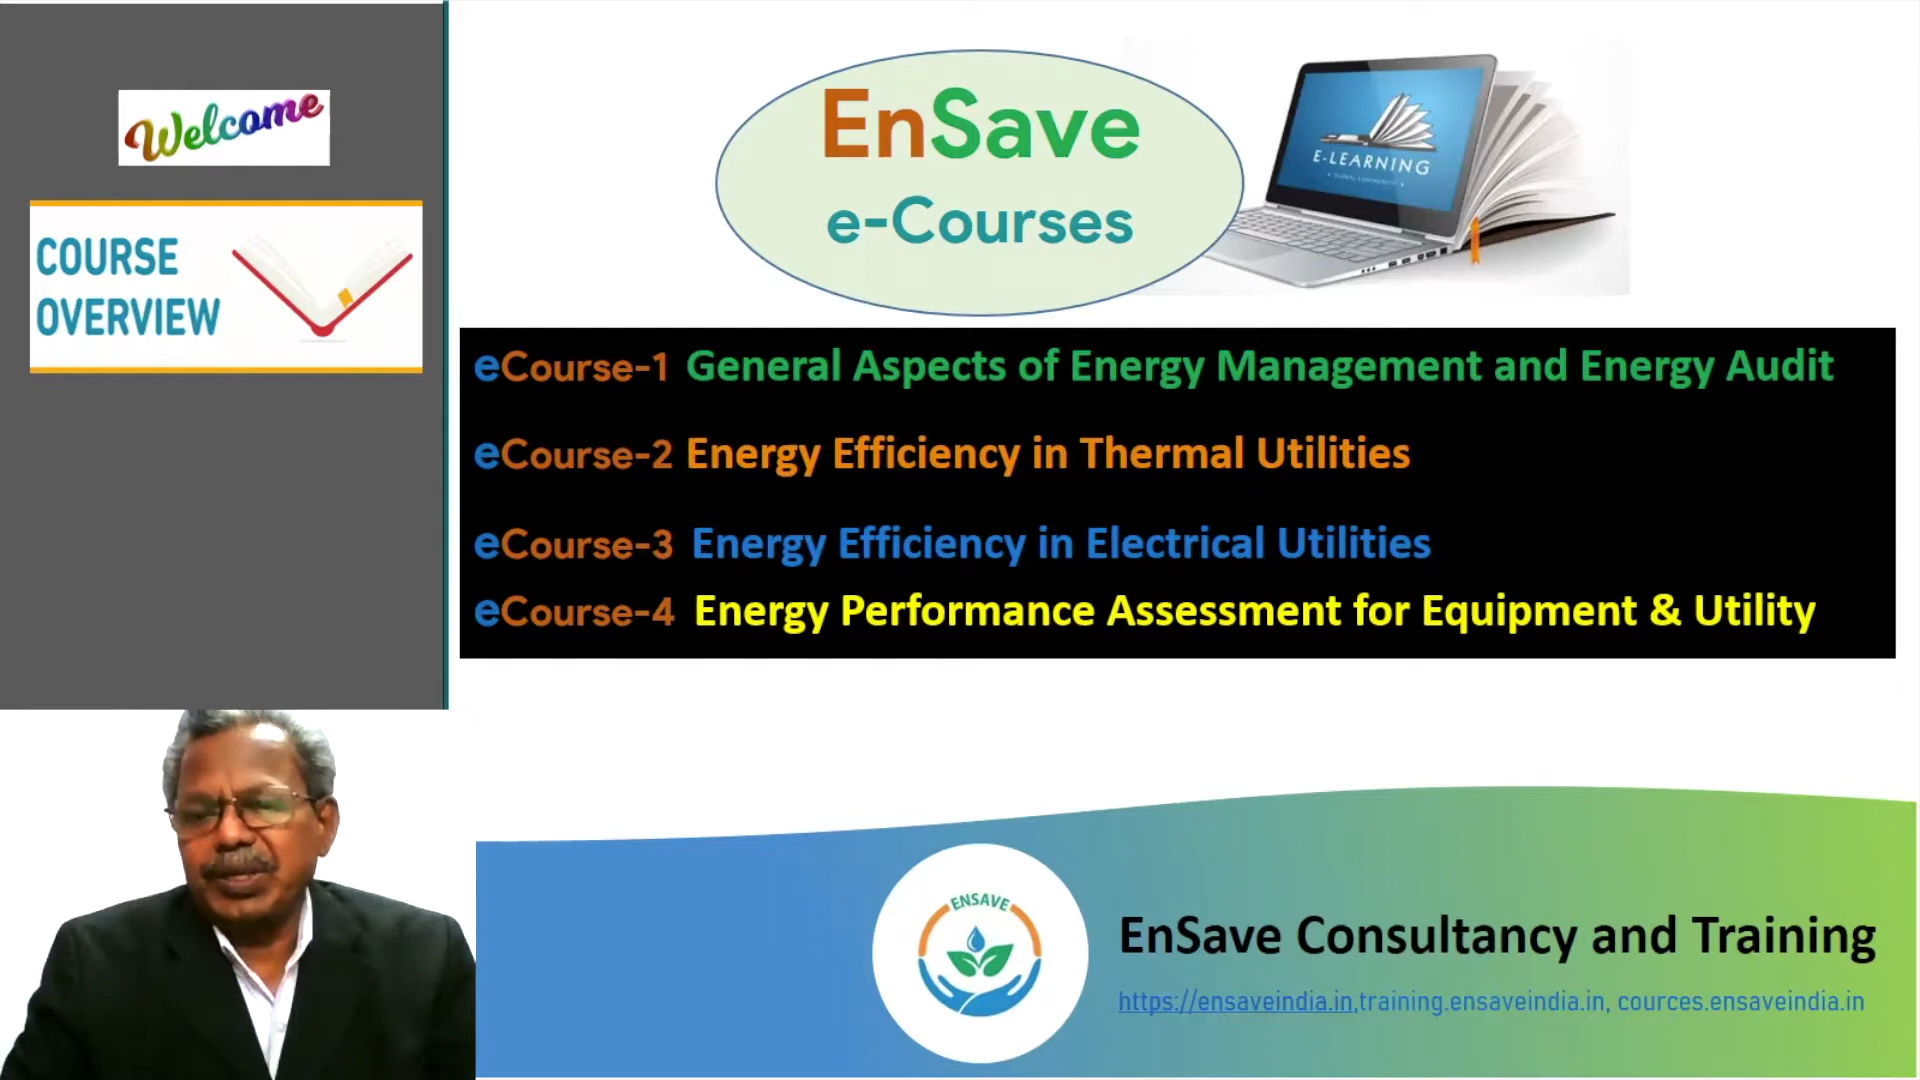 Welcome
COURSE
OVERVIEW
EnSave
e-Courses
E-LEARNING
eCourse-1 General Aspects of Energy Management and Energy Audit
eCourse-2 Energy Efficiency in Thermal Utilities
eCourse-3 Energy Efficiency in Electrical Utilities
eCourse-4 Energy Performance Assessment for Equipment & Utility
ENSAVE
EnSave Consultancy and Training
https://ensaveindia.in,training.ensaveindia.in, cources.ensaveindia.in